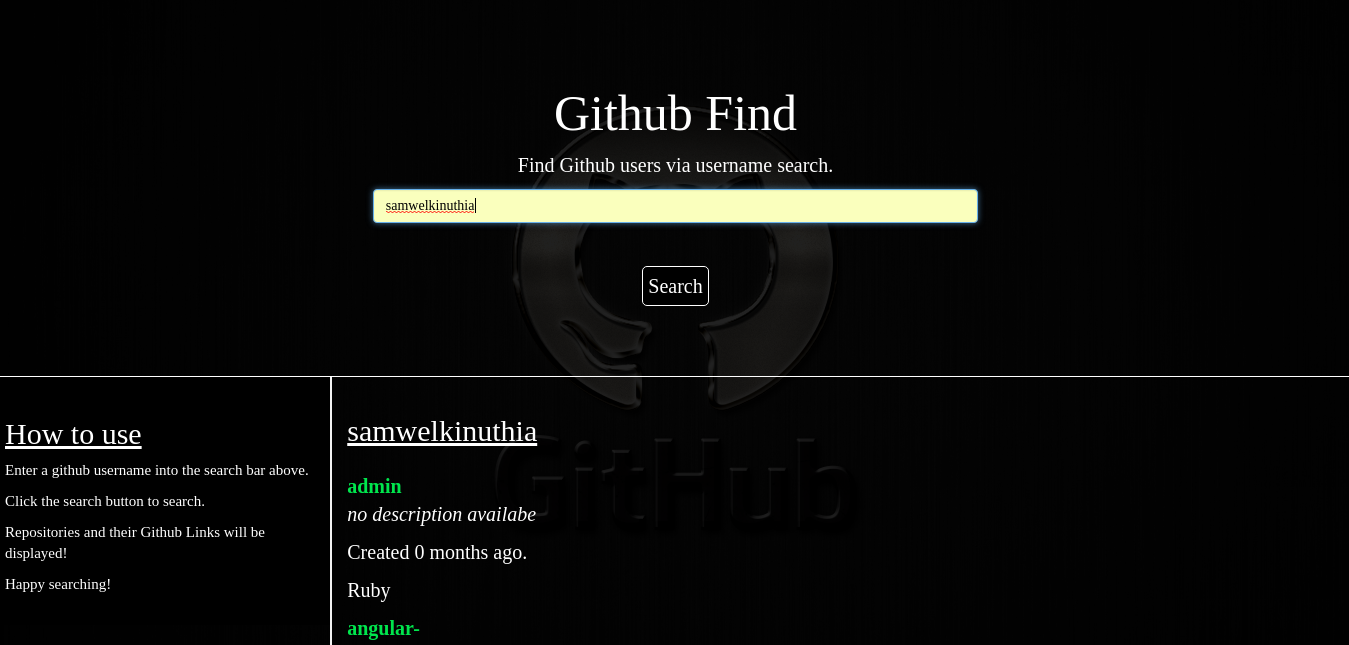 Github Find
Find Github users via username search.
samwelkinuthia
Search
How to use
Enter a github username into the search bar above.
Click the search button to search.
Repositories and their Github Links will be
displayed!
Happy searching!
samwelkinuthia
admin
no description availabe
Created 0 months ago.
Ruby
angular-
GitHub